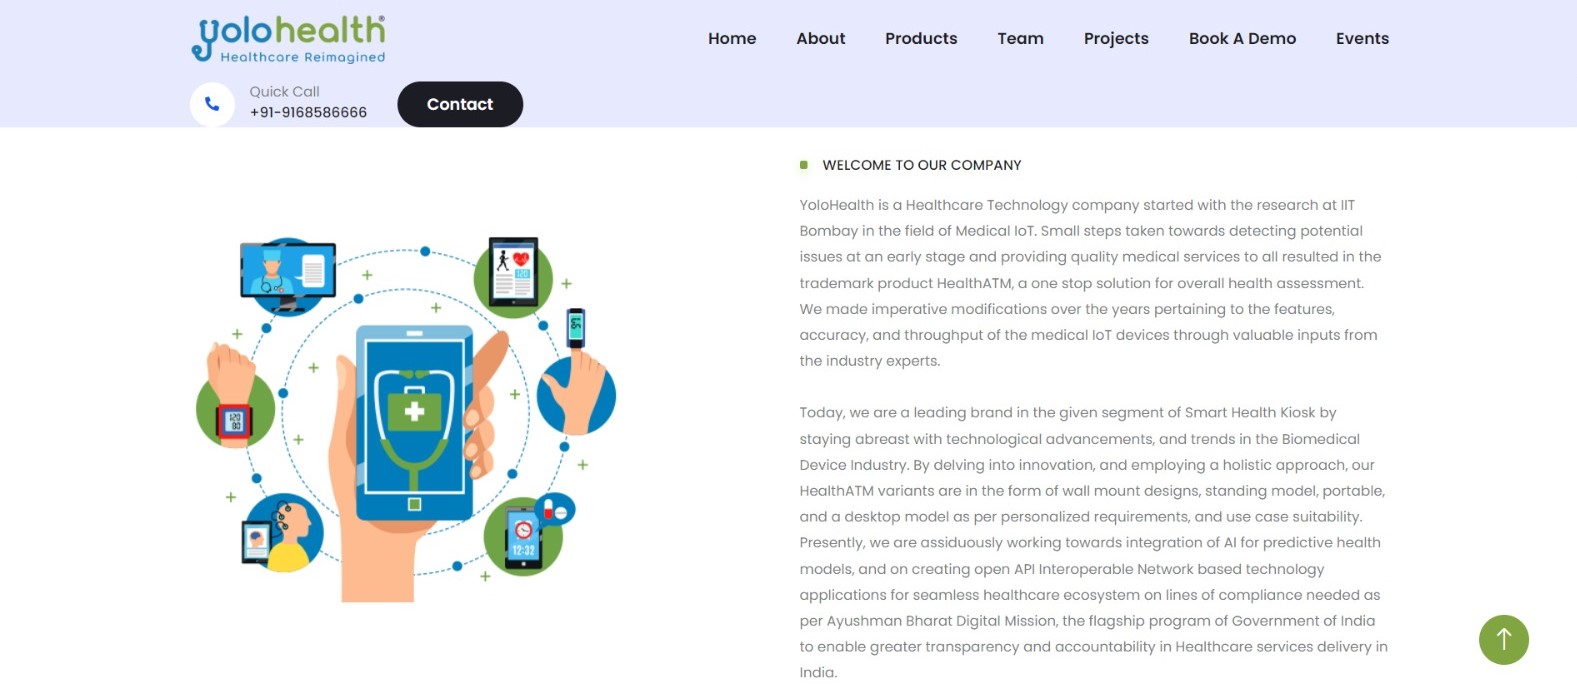 yolohealth®
Healthcare Reimagined
Home About Products Team Projects Book A Demo Events
Quick Call
+91-9168586666
Contact
WELCOME TO OUR COMPANY
YoloHealth is a Healthcare Technology company started with the research at IIT
Bombay in the field of Medical IoT. Small steps taken towards detecting potential
issues at an early stage and providing quality medical services to all resulted in the
trademark product HealthATM, a one stop solution for overall health assessment.
We made imperative modifications over the years pertaining to the features,
accuracy, and throughput of the medical IoT devices through valuable inputs from
the industry experts.
Today, we are a leading brand in the given segment of Smart Health Kiosk by
staying abreast with technological advancements, and trends in the Biomedical
Device Industry. By delving into innovation, and employing a holistic approach, our
HealthATM variants are in the form of wall mount designs, standing model, portable,
and a desktop model as per personalized requirements, and use case suitability.
Presently, we are assiduously working towards integration of AI for predictive health
models, and on creating open API Interoperable Network based technology
applications for seamless healthcare ecosystem on lines of compliance needed as
per Ayushman Bharat Digital Mission, the flagship program of Government of India
to enable greater transparency and accountability in Healthcare services delivery in
India.
120
120
80
12:32